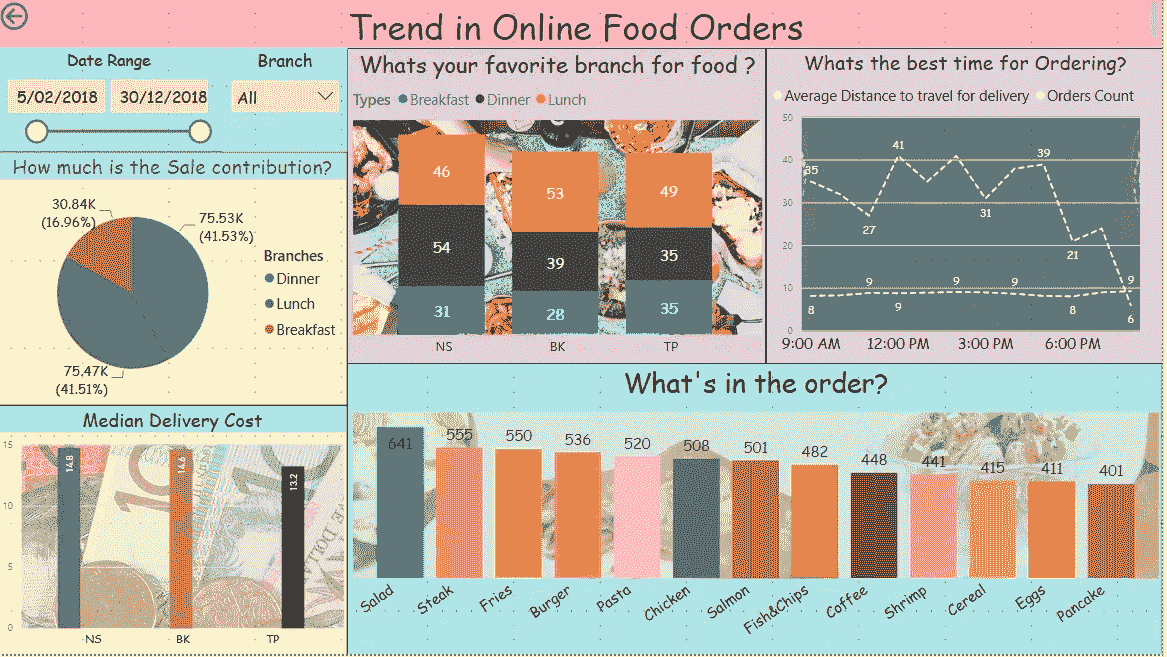 Trend in Online Food Orders
Date Range
Branch
5/02/2018
30/12/2018
All
How much is the Sale contribution?
30.84K
(16.96%)
75.53K
(41.53%)
75.47K
(41.51%)
Branches
Dinner
Lunch
Breakfast
Median Delivery Cost
15
10
5
0
14.8
14.5
13.2
NS
BK
TP
Whats your favorite branch for food ?
Types Breakfast Dinner Lunch
46
54
31
53
39
28
49
35
35
NS
BK
TP
Whats the best time for Ordering?
Average Distance to travel for delivery Orders Count
50
40
30
20
10
0
35
27
41
31
39
21
6
8
9
9
9
9
8
9
9:00 AM
12:00 PM
3:00 PM
6:00 PM
What's in the order?
641
555
550
536
520
508
501
482
448
441
415
411
401
Salad
Steak
Fries
Burger
Pasta
Chicken
Salmon
Fish&Chips
Coffee
Shrimp
Cereal
Eggs
Pancake